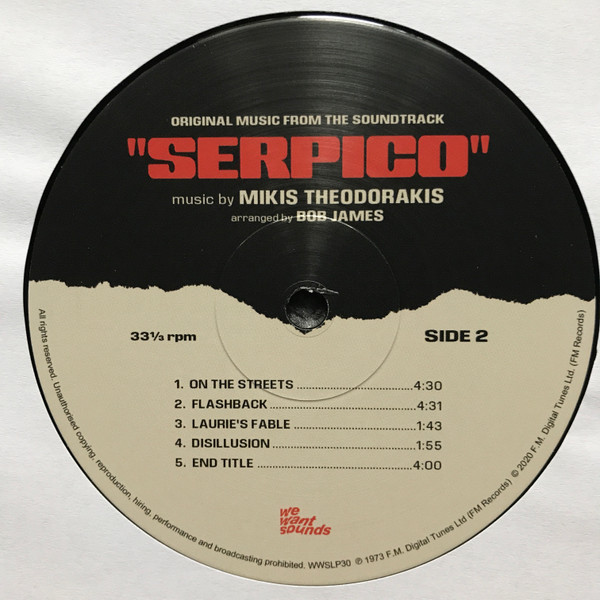 ORIGINAL MUSIC FROM THE SOUNDTRACK
"SERPICO"
music by MIKIS THEODORAKIS
arranged by BOB JAMES
33⅓ rpm
SIDE 2
1. ON THE STREETS ........ 4:30
2. FLASHBACK ........ 4:31
3. LAURIE'S FABLE ........ 1:43
4. DISILLUSION ........ 1:55
5. END TITLE ........ 4:00
we
want
sounds
All rights reserved. Unauthorised copying, reproduction, hiring, performance and broadcasting prohibited. WWSLP30 ℗ 1973 F.M. Digital Tunes Ltd (FM Records) © 2020 F.M. Digital Tunes Ltd. (FM Records)